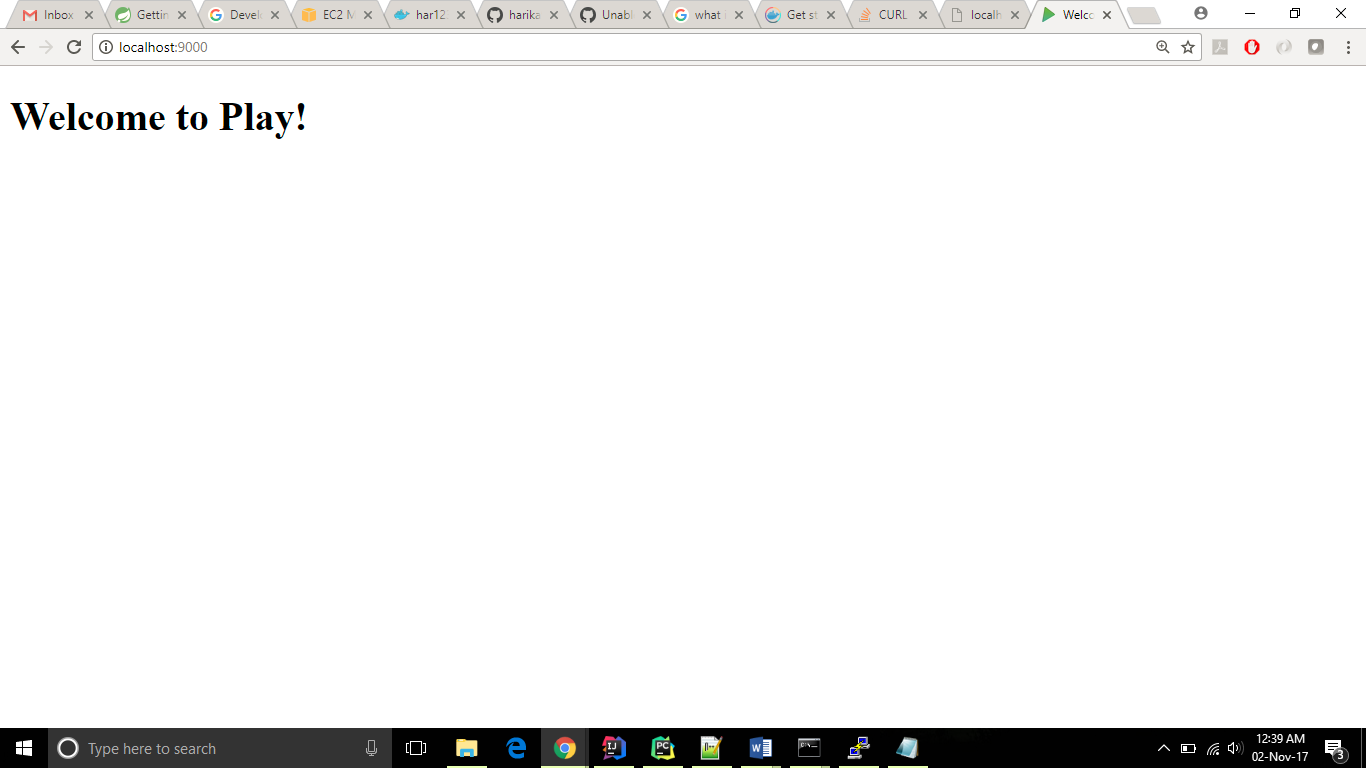 Inbox
Gettin
Devel
EC2 M
har12
harika
Unabl
what i
Get st
CURL
localh
Welco
localhost:9000
Welcome to Play!
Type here to search
12:39 AM
02-Nov-17
3